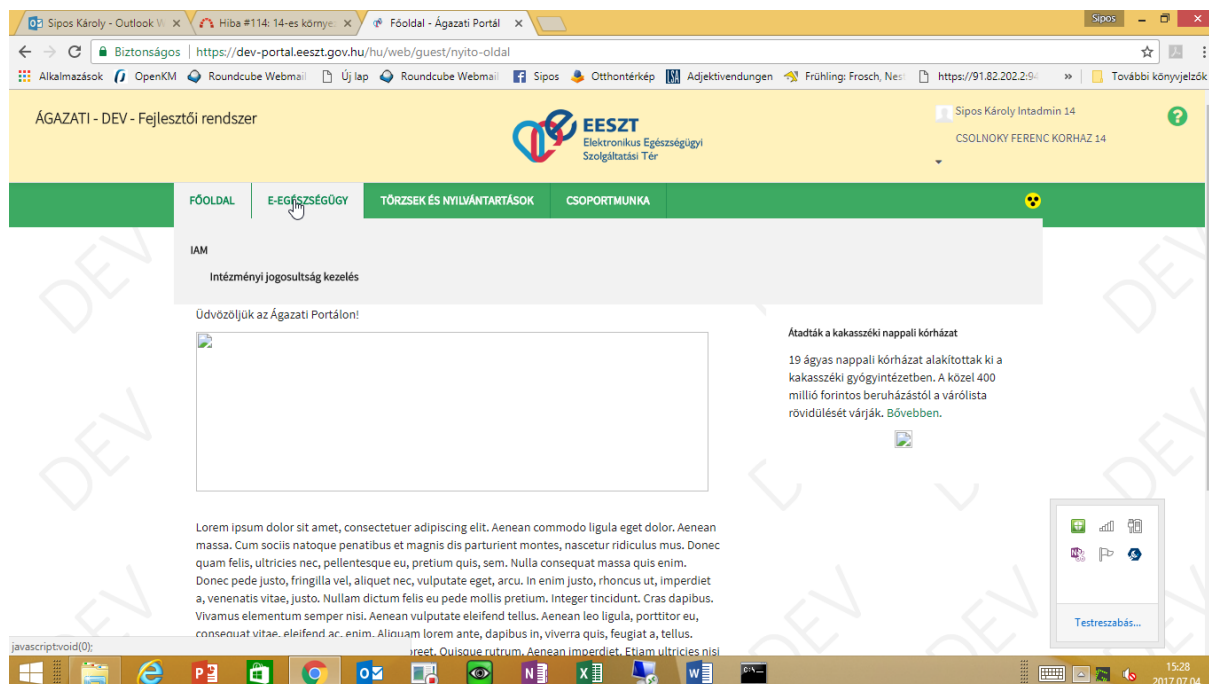 Sipos Károly - Outlook W
Hiba #114: 14-es környe
Főoldal - Ágazati Portál
Sipos
Biztonságos
https://dev-portal.eeszt.gov.hu/hu/web/guest/nyito-oldal
Alkalmazások
OpenKM
Roundcube Webmail
Új lap
Roundcube Webmail
Sipos
Otthontérkép
Adjektivendungen
Frühling: Frosch, Nes
https://91.82.202.2:94
»
További könyvjelzők
ÁGAZATI - DEV - Fejlesztői rendszer
EESZT
Elektronikus Egészségügyi
Szolgáltatási Tér
Sipos Károly Intadmin 14
CSOLNOKY FERENC KORHAZ 14
?
FŐOLDAL
E-EGÉSZSÉGÜGY
TÖRZSEK ÉS NYILVÁNTARTÁSOK
CSOPORTMUNKA
IAM
Intézményi jogosultság kezelés
Üdvözöljük az Ágazati Portálon!
Átadták a kakasszéki nappali kórházat
19 ágyas nappali kórházat alakítottak ki a
kakasszéki gyógyintézetben. A közel 400
millió forintos beruházástól a várólista
rövidülését várják. Bővebben.
Lorem ipsum dolor sit amet, consectetuer adipiscing elit. Aenean commodo ligula eget dolor. Aenean
massa. Cum sociis natoque penatibus et magnis dis parturient montes, nascetur ridiculus mus. Donec
quam felis, ultricies nec, pellentesque eu, pretium quis, sem. Nulla consequat massa quis enim.
Donec pede justo, fringilla vel, aliquet nec, vulputate eget, arcu. In enim justo, rhoncus ut, imperdiet
a, venenatis vitae, justo. Nullam dictum felis eu pede mollis pretium. Integer tincidunt. Cras dapibus.
Vivamus elementum semper nisi. Aenean vulputate eleifend tellus. Aenean leo ligula, porttitor eu,
consequat vitae, eleifend ac, enim. Aliquam lorem ante, dapibus in, viverra quis, feugiat a, tellus.
oreet. Quisque rutrum. Aenean imperdiet. Etiam ultricies nisi
DEV
DEV
DEV
DEV
DEV
DEV
DEV
Testreszabás...
javascript:void(0);
15:28
2017.07.04.